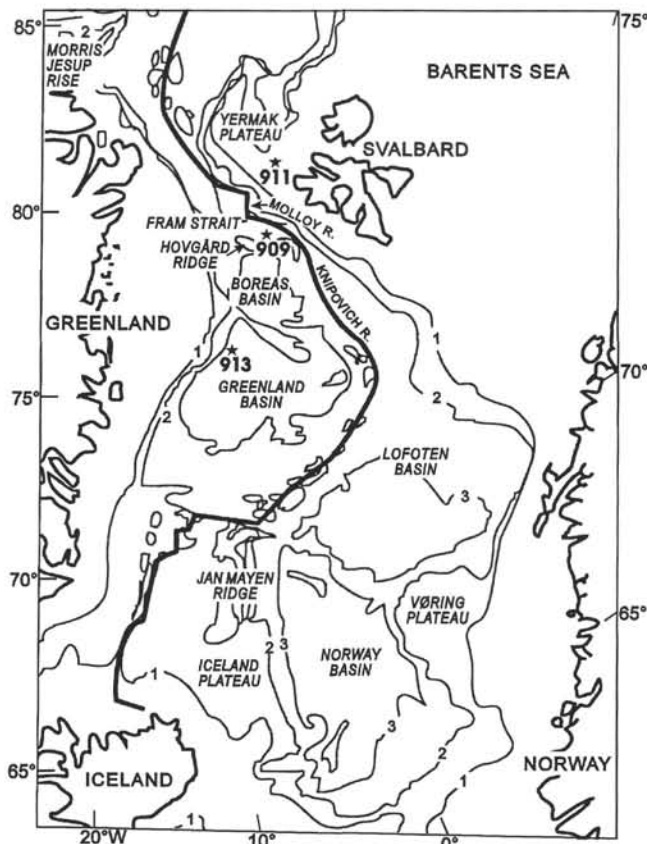 85°
75°
2
MORRIS
JESUP
RISE
BARENTS SEA
YERMAK
PLATEAU
SVALBARD
911
80°
MOLLOY R.
FRAM STRAIT
909
HOVGÅRD
RIDGE
BOREAS
BASIN
KNIPOVICH R.
GREENLAND
1
1
913
70°
75°
GREENLAND
BASIN
2
2
LOFOTEN
BASIN
3
70°
JAN MAYEN
RIDGE
VØRING
PLATEAU
65°
2
3
ICELAND
PLATEAU
NORWAY
BASIN
1
3
2
65°
ICELAND
NORWAY
1
1
20°W
10°
0°